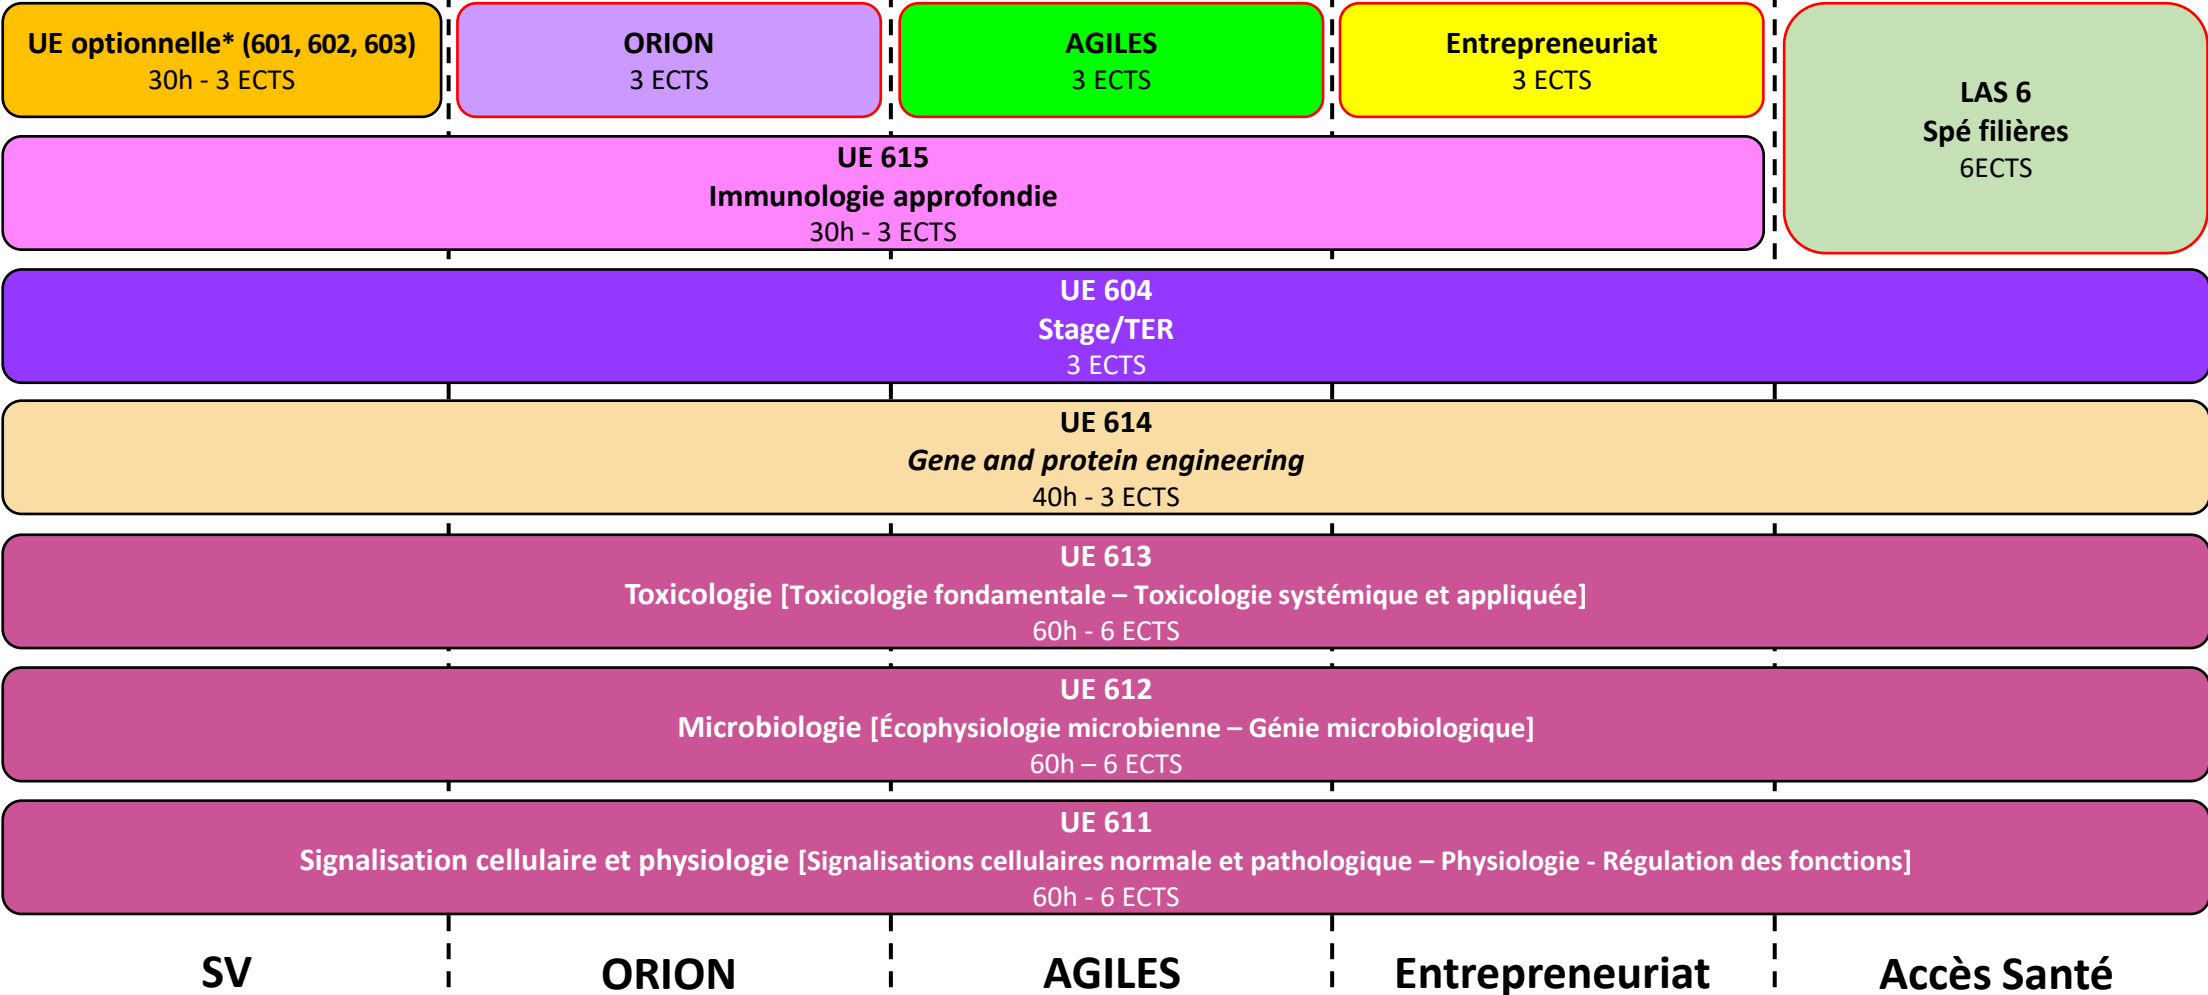 UE optionnelle* (601, 602, 603)
30h - 3 ECTS
ORION
3 ECTS
AGILES
3 ECTS
Entrepreneuriat
3 ECTS
LAS 6
Spé filières
6ECTS
UE 615
Immunologie approfondie
30h - 3 ECTS
UE 604
Stage/TER
3 ECTS
UE 614
Gene and protein engineering
40h - 3 ECTS
UE 613
Toxicologie [Toxicologie fondamentale – Toxicologie systémique et appliquée]
60h - 6 ECTS
UE 612
Microbiologie [Écophysiologie microbienne – Génie microbiologique]
60h – 6 ECTS
UE 611
Signalisation cellulaire et physiologie [Signalisations cellulaires normale et pathologique – Physiologie - Régulation des fonctions]
60h - 6 ECTS
SV
ORION
AGILES
Entrepreneuriat
Accès Santé